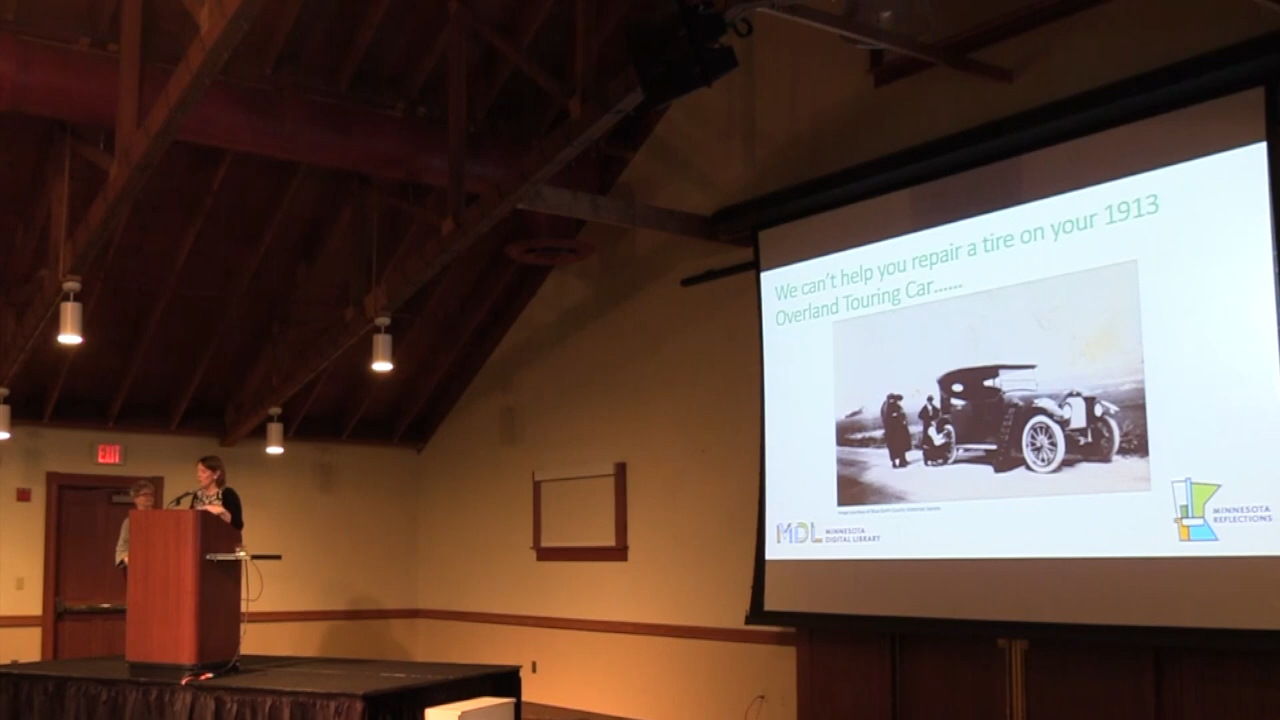 EXIT
We can't help you repair a tire on your 1913
Overland Touring Car......
MDL MINNESOTA
DIGITAL LIBRARY
MINNESOTA
REFLECTIONS